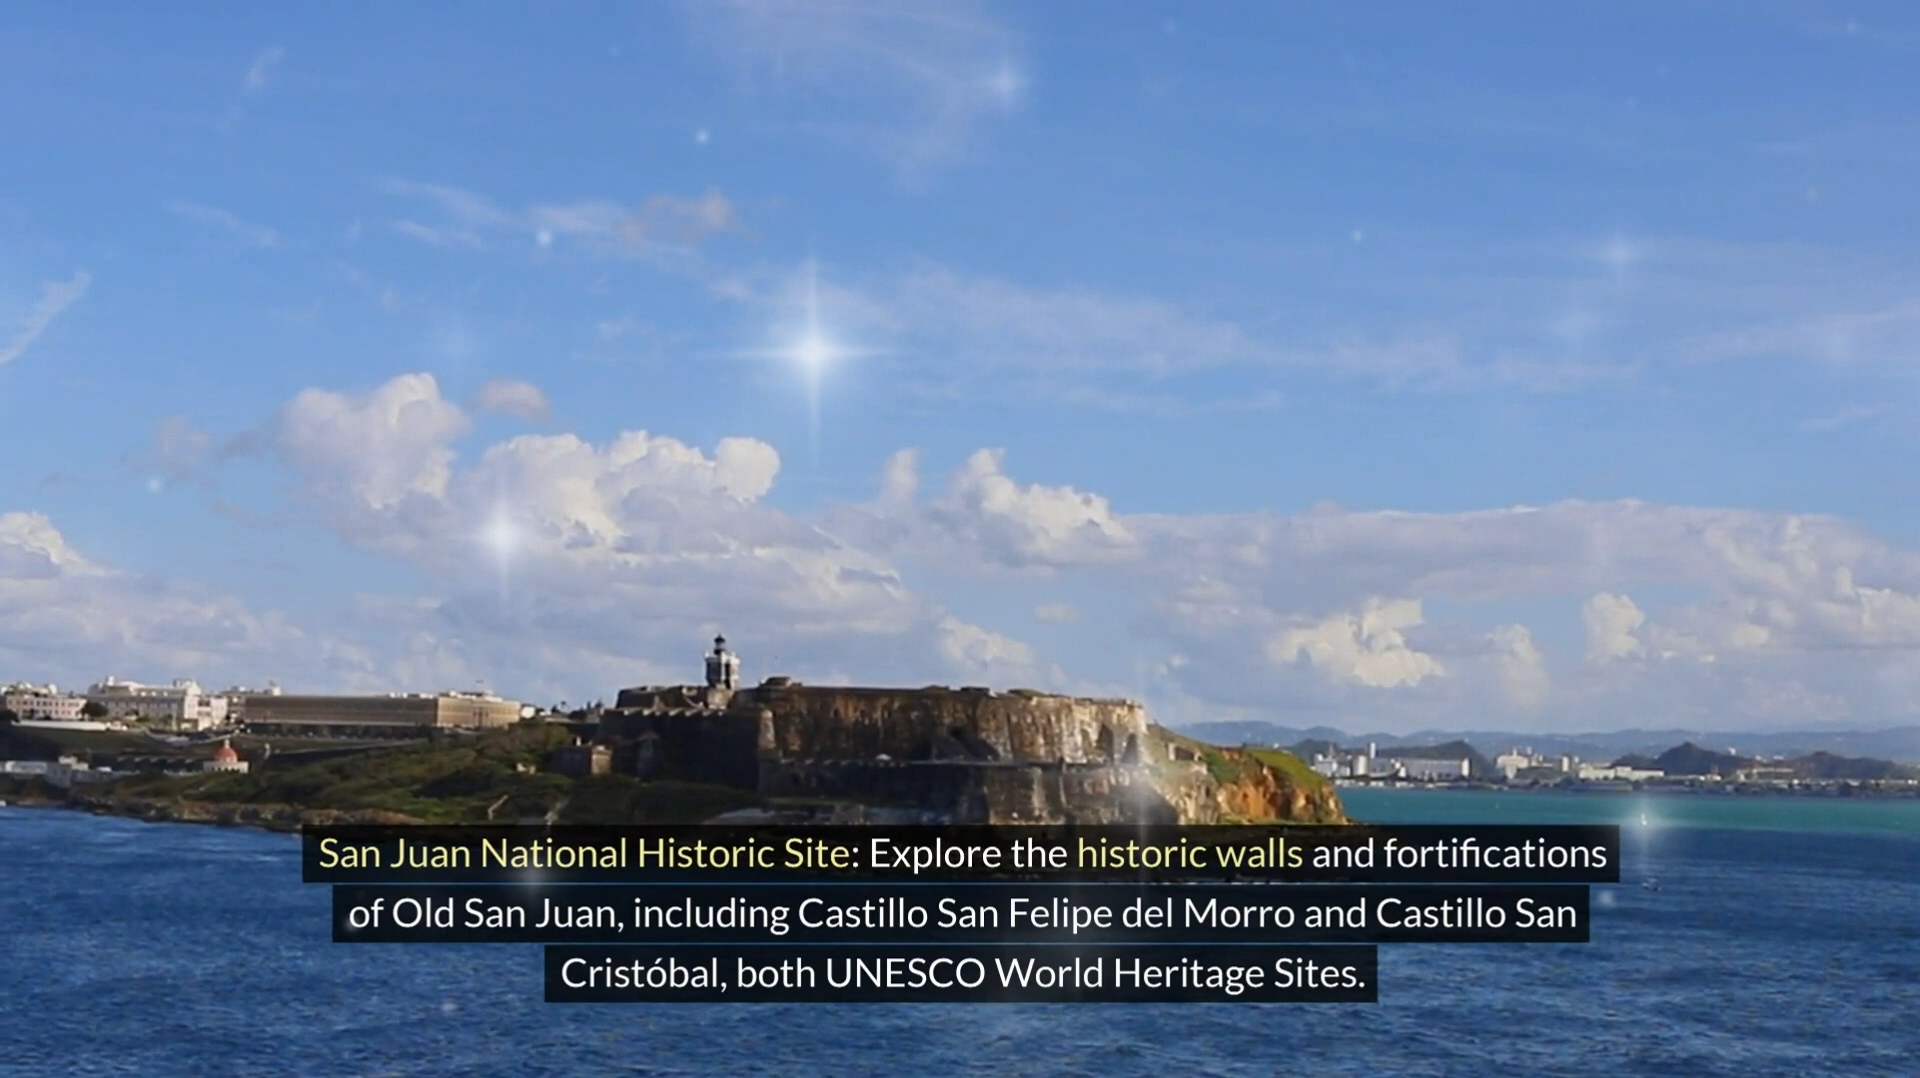 San Juan National Historic Site: Explore the historic walls and fortifications
of Old San Juan, including Castillo San Felipe del Morro and Castillo San
Cristóbal, both UNESCO World Heritage Sites.